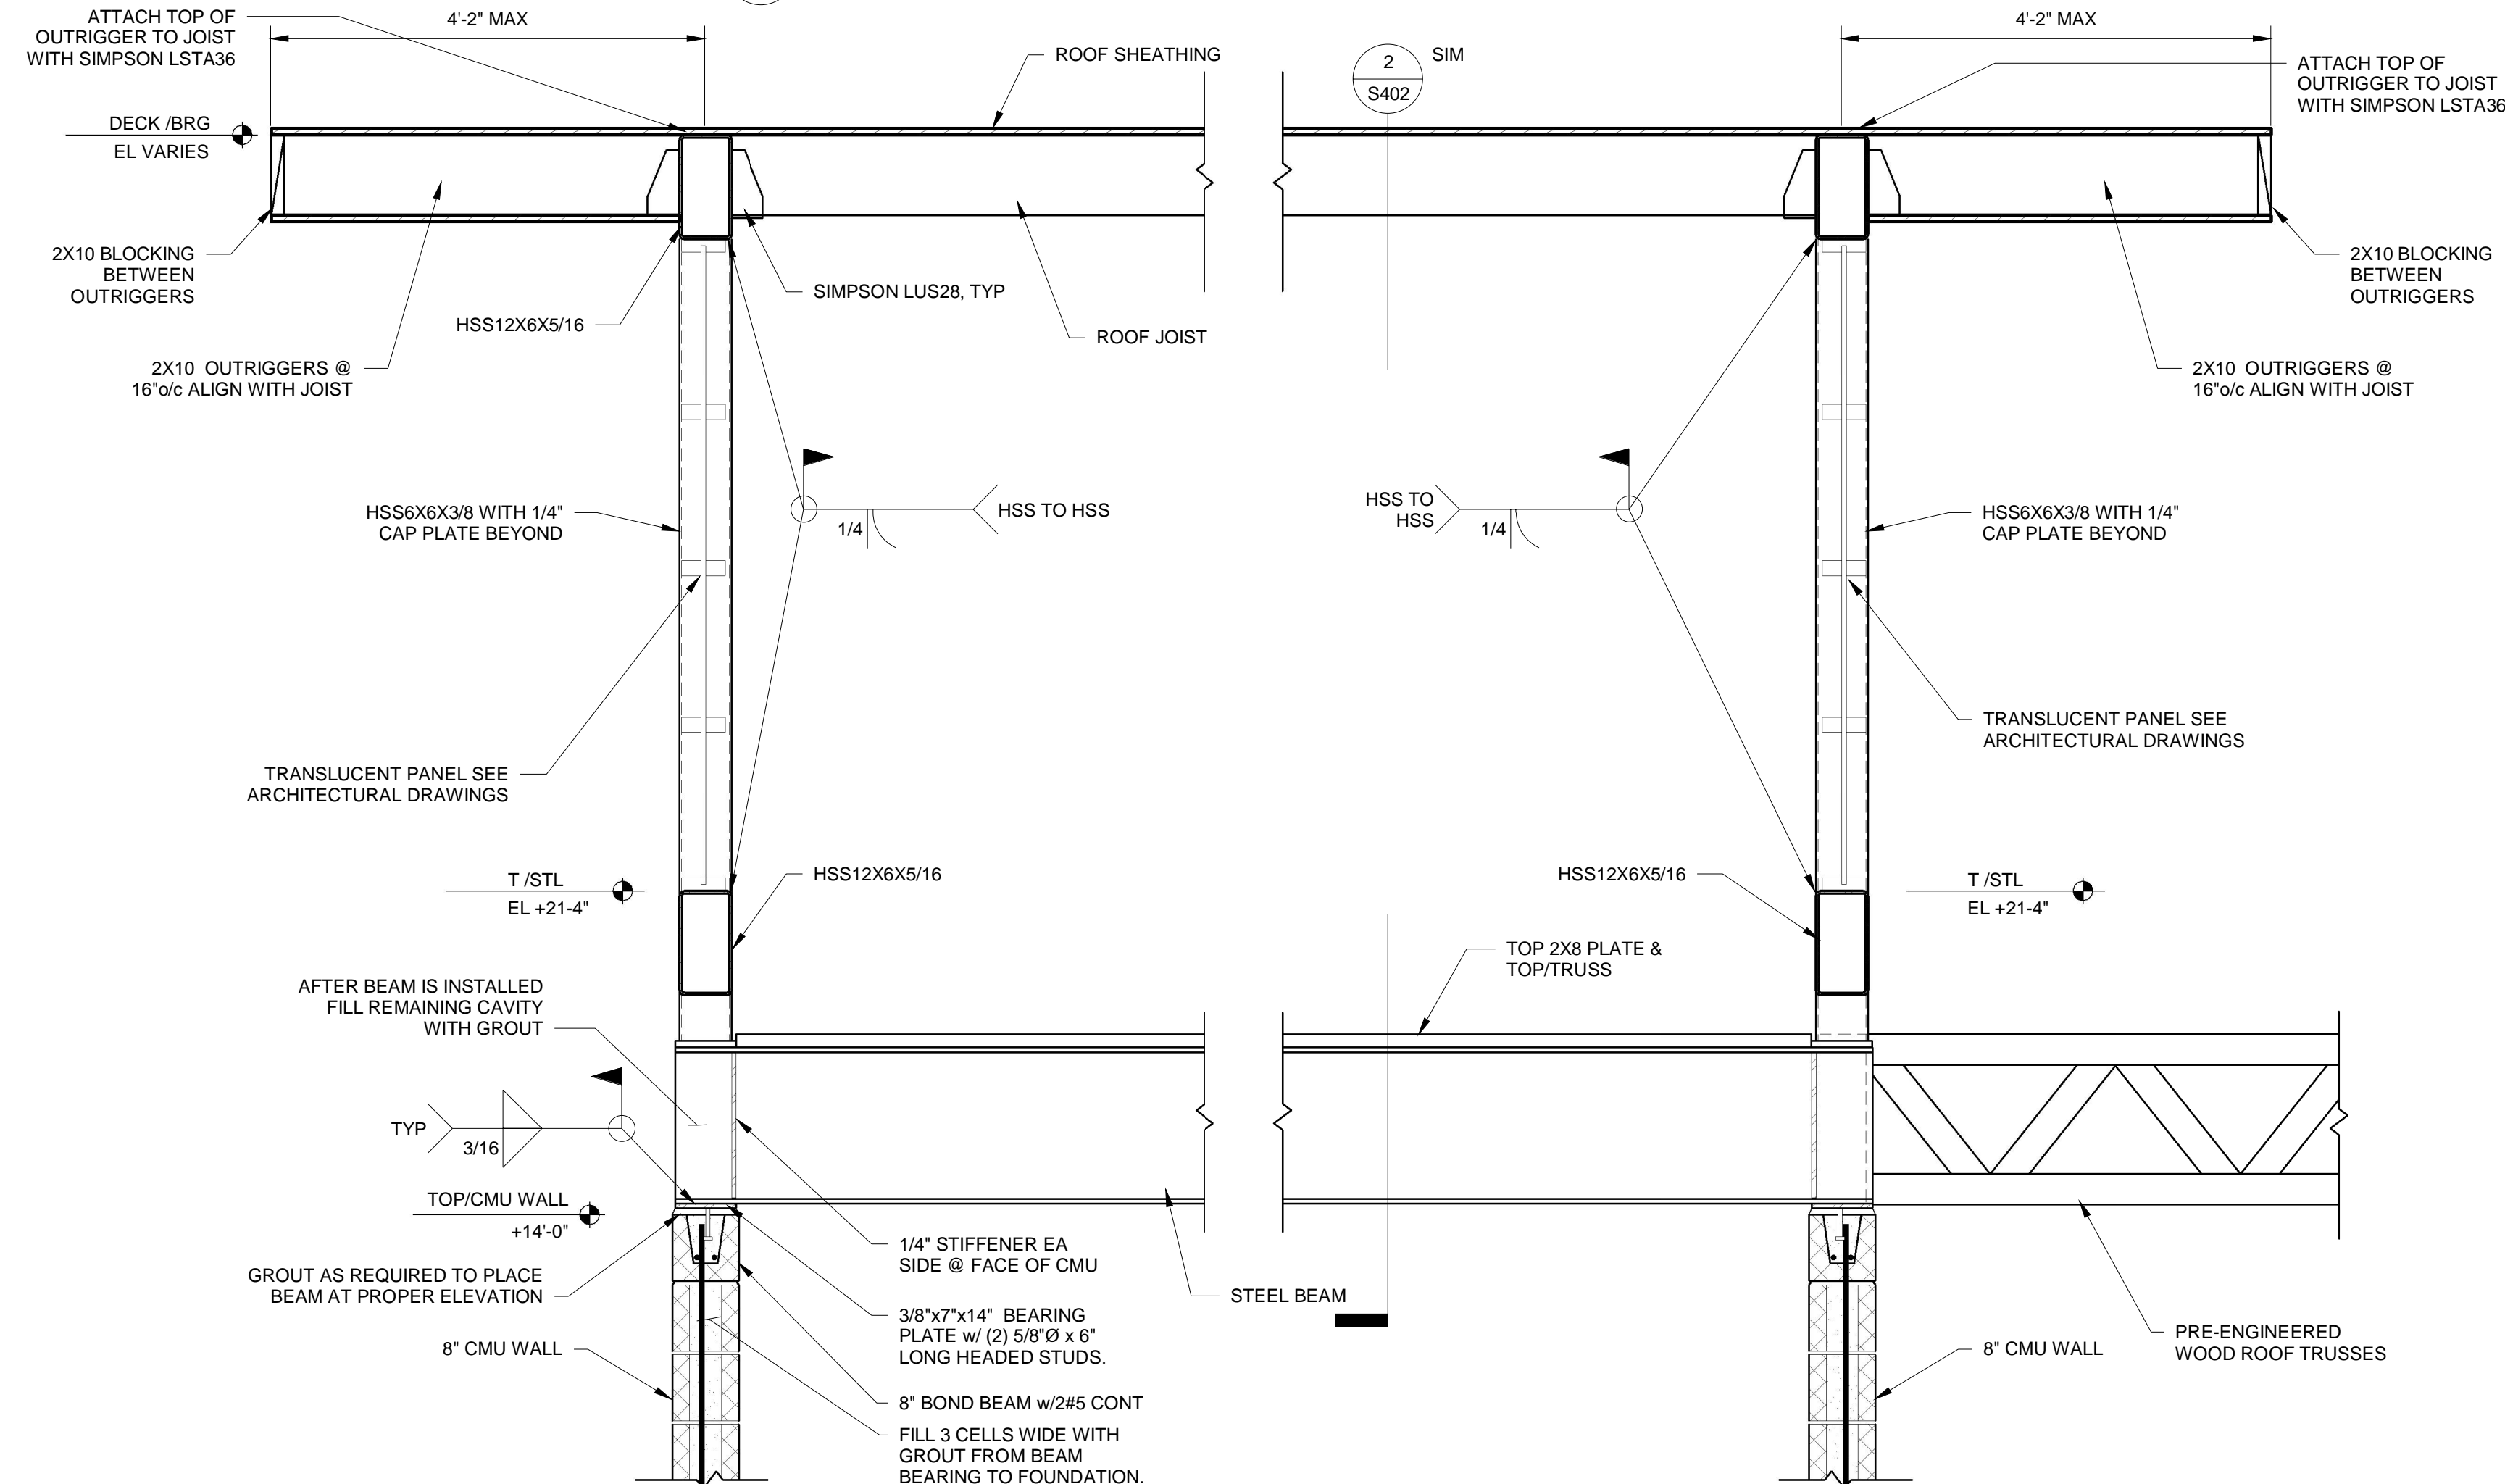 ATTACH TOP OF
OUTRIGGER TO JOIST
WITH SIMPSON LSTA36
4'-2" MAX
ROOF SHEATHING
2
S402
SIM
4'-2" MAX
ATTACH TOP OF
OUTRIGGER TO JOIST
WITH SIMPSON LSTA36
DECK /BRG
EL VARIES
2X10 BLOCKING
BETWEEN
OUTRIGGERS
HSS12X6X5/16
SIMPSON LUS28, TYP
ROOF JOIST
2X10 BLOCKING
BETWEEN
OUTRIGGERS
2X10 OUTRIGGERS @
16"o/c ALIGN WITH JOIST
2X10 OUTRIGGERS @
16"o/c ALIGN WITH JOIST
HSS6X6X3/8 WITH 1/4"
CAP PLATE BEYOND
1/4
HSS TO HSS
HSS TO
HSS
1/4
HSS6X6X3/8 WITH 1/4"
CAP PLATE BEYOND
TRANSLUCENT PANEL SEE
ARCHITECTURAL DRAWINGS
TRANSLUCENT PANEL SEE
ARCHITECTURAL DRAWINGS
T /STL
EL +21-4"
HSS12X6X5/16
HSS12X6X5/16
T /STL
EL +21-4"
TOP 2X8 PLATE &
TOP/TRUSS
AFTER BEAM IS INSTALLED
FILL REMAINING CAVITY
WITH GROUT
TYP
3/16
TOP/CMU WALL
+14'-0"
GROUT AS REQUIRED TO PLACE
BEAM AT PROPER ELEVATION
8" CMU WALL
1/4" STIFFENER EA
SIDE @ FACE OF CMU
STEEL BEAM
3/8"x7"x14" BEARING
PLATE w/ (2) 5/8"Ø x 6"
LONG HEADED STUDS.
8" BOND BEAM w/2#5 CONT
FILL 3 CELLS WIDE WITH
GROUT FROM BEAM
BEARING TO FOUNDATION.
8" CMU WALL
PRE-ENGINEERED
WOOD ROOF TRUSSES